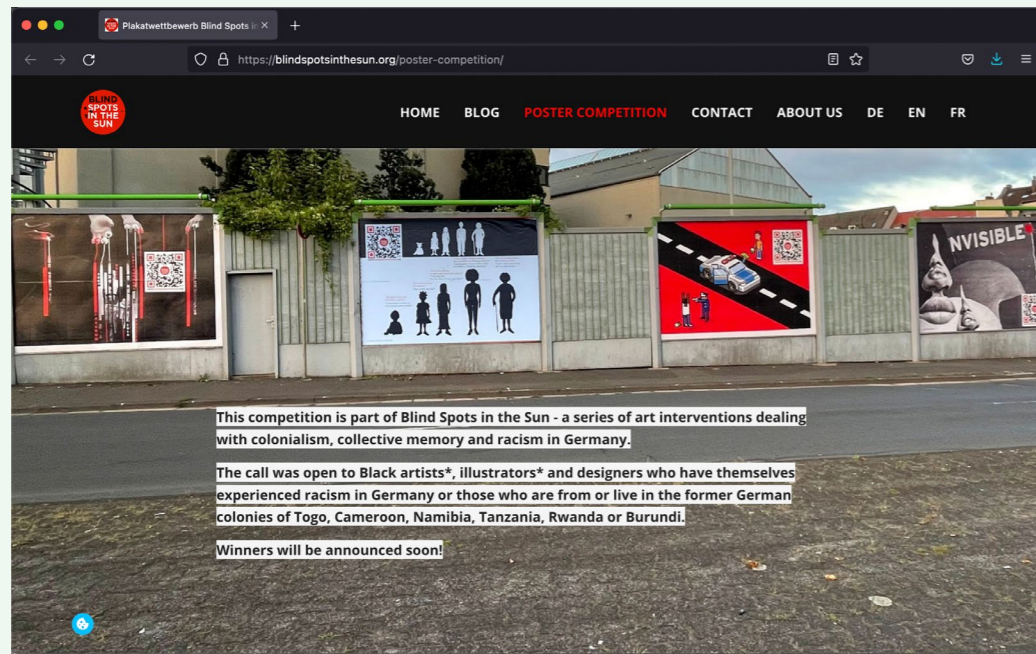 Plakatwettbewerb Blind Spots in
https://blindspotsinthesun.org/poster-competition/
BLIND
SPOTS
IN THE
SUN
HOME BLOG POSTER COMPETITION CONTACT ABOUT US DE EN FR
NVISIBLE
This competition is part of Blind Spots in the Sun - a series of art interventions dealing
with colonialism, collective memory and racism in Germany.
The call was open to Black artists*, illustrators* and designers who have themselves
experienced racism in Germany or those who are from or live in the former German
colonies of Togo, Cameroon, Namibia, Tanzania, Rwanda or Burundi.
Winners will be announced soon!